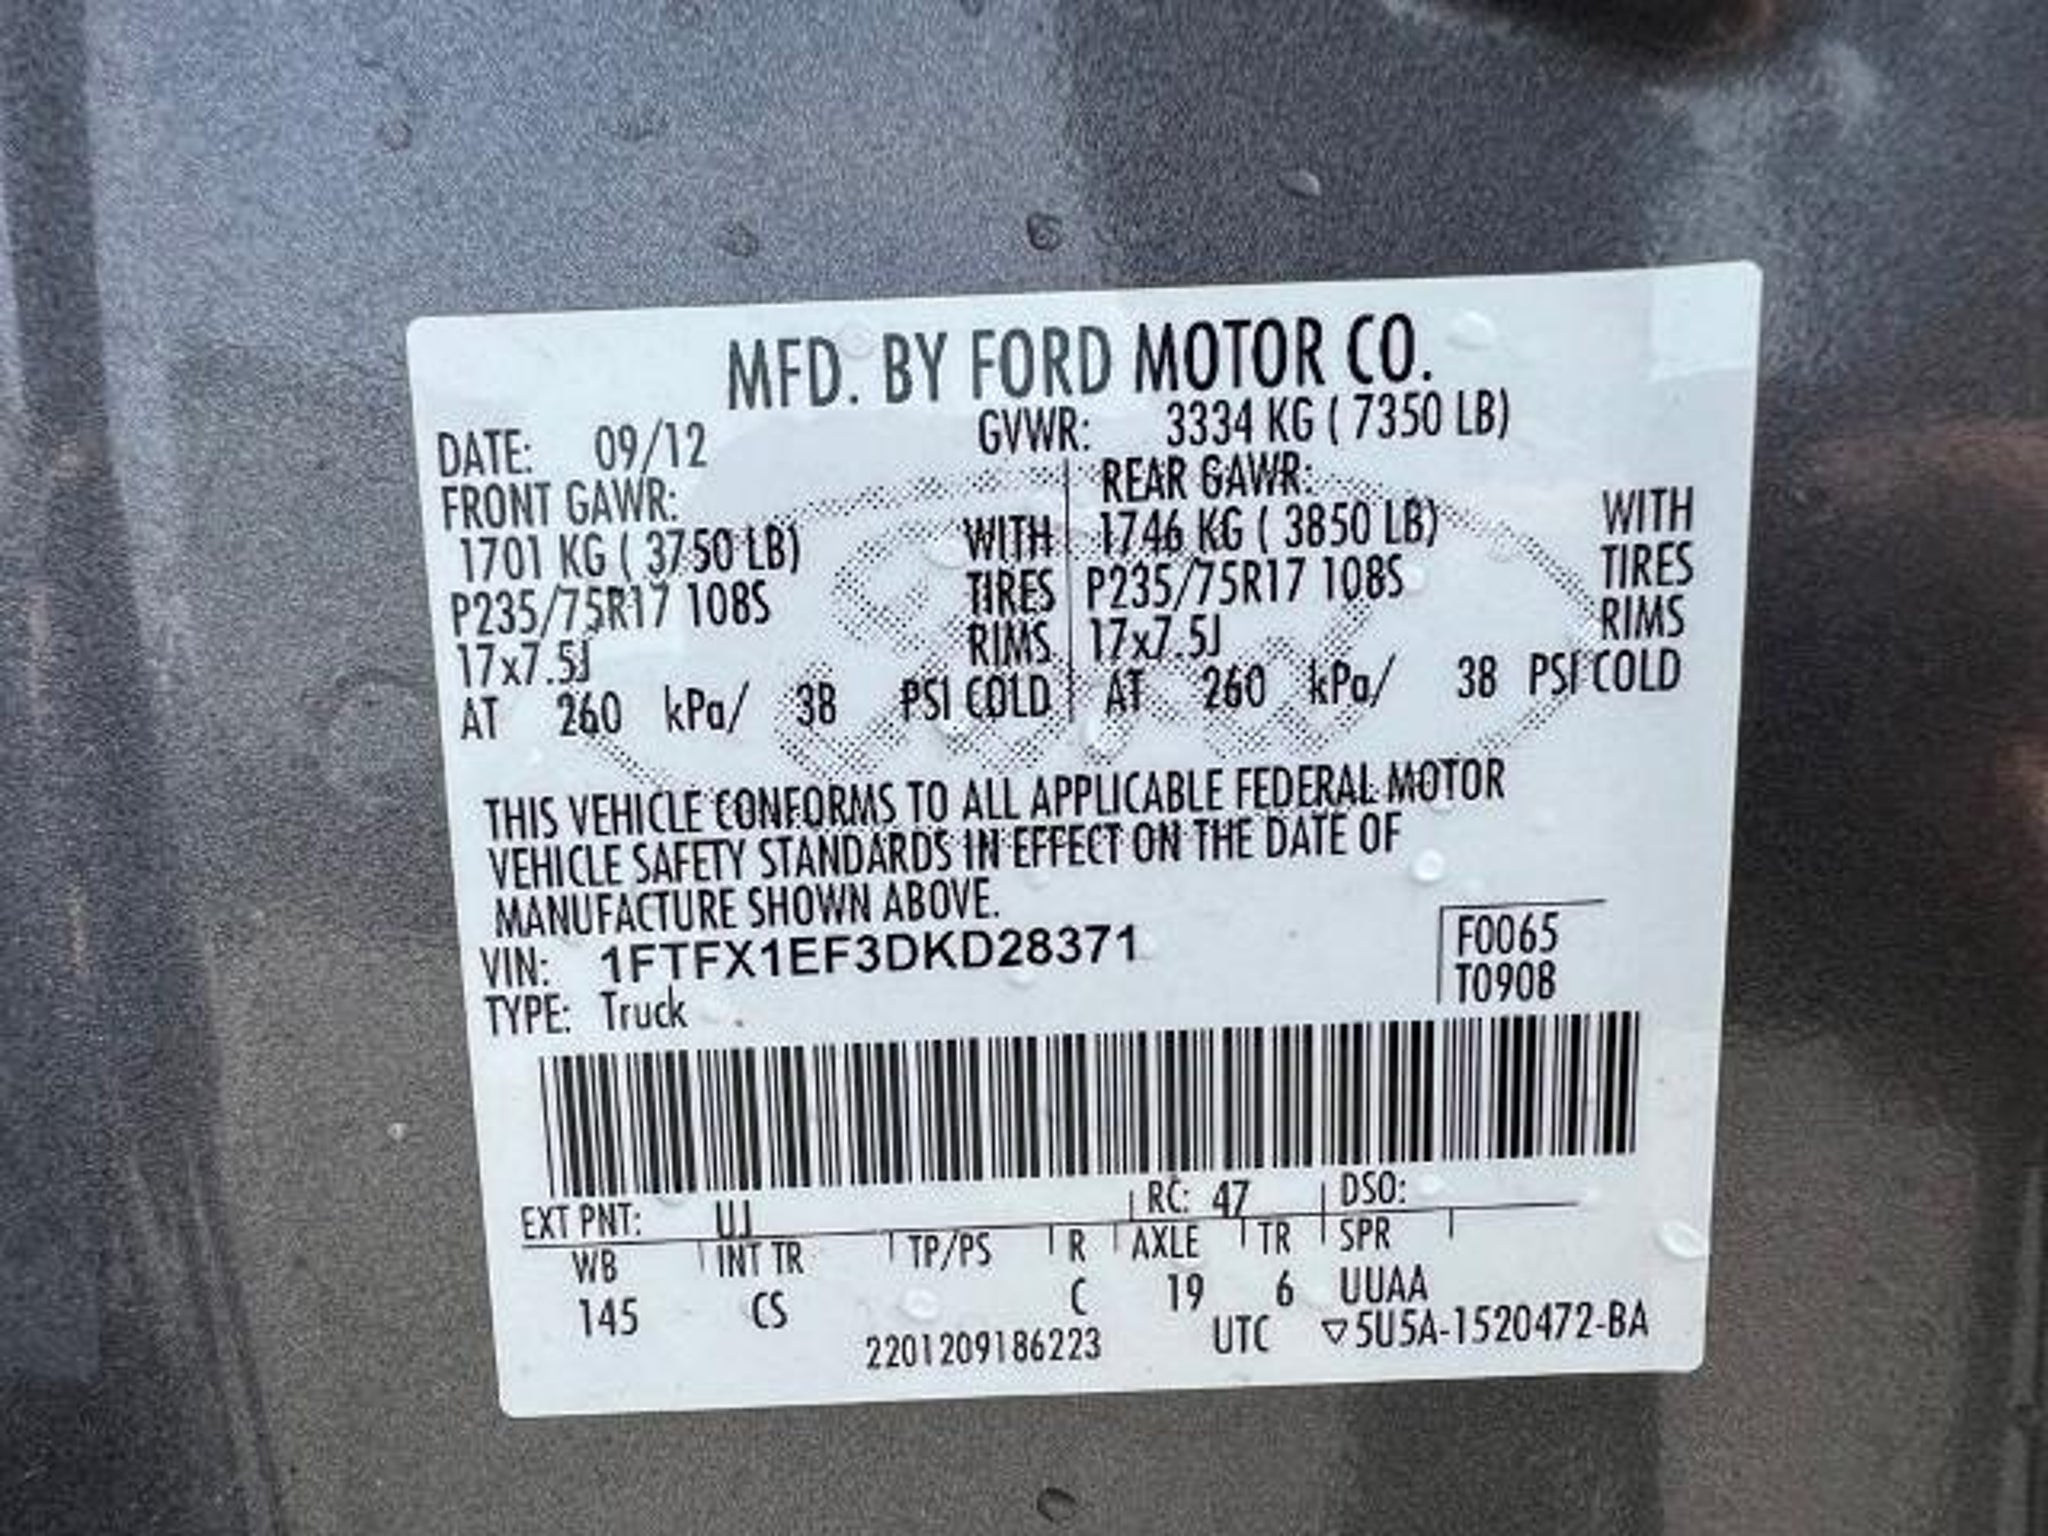 MFD. BY FORD MOTOR CO.
DATE: 09/12 GVWR: 3334 KG ( 7350 LB)
FRONT GAWR: REAR GAWR:
1701 KG ( 3750 LB) WITH 1746 KG ( 3850 LB) WITH
P235/75R17 108S TIRES P235/75R17 108S TIRES
17x7.5J RIMS 17x7.5J RIMS
AT 260 kPa/ 38 PSI COLD AT 260 kPa/ 38 PSI COLD
THIS VEHICLE CONFORMS TO ALL APPLICABLE FEDERAL MOTOR
VEHICLE SAFETY STANDARDS IN EFFECT ON THE DATE OF
MANUFACTURE SHOWN ABOVE.
VIN: 1FTFX1EF3DKD28371 F0065
TYPE: Truck T0908
EXT PNT: UJ RC: 47 DSO:
WB INT TR TP/PS R AXLE TR SPR
145 CS C 19 6 UUAA
2201209186223 UTC ▽5U5A-1520472-BA